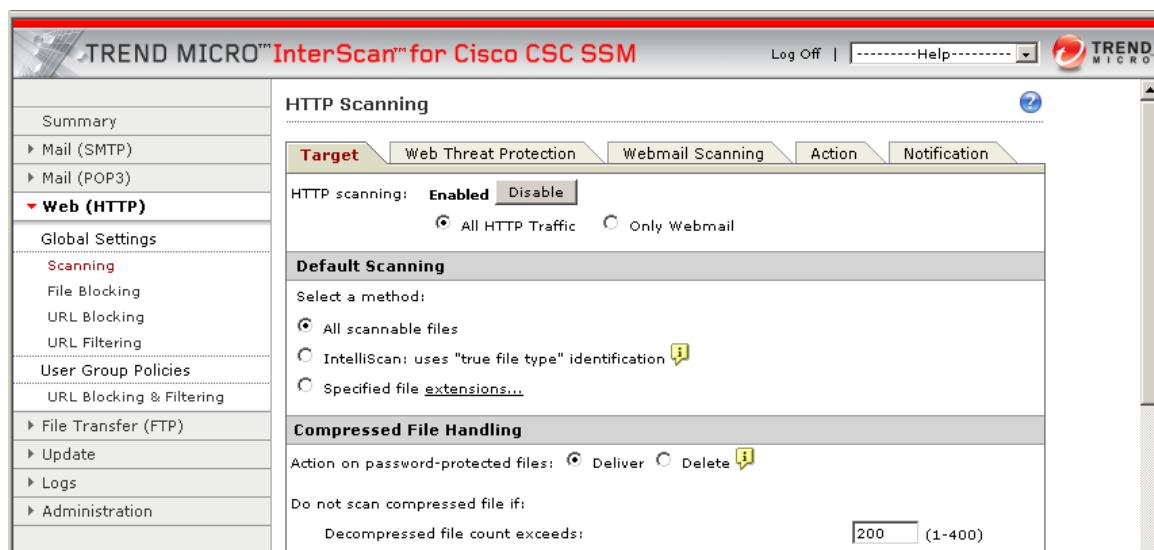 TREND MICRO™ InterScan™ for Cisco CSC SSM
Log Off | ---------Help---------
TREND
MICRO
Summary
Mail (SMTP)
Mail (POP3)
Web (HTTP)
Global Settings
Scanning
File Blocking
URL Blocking
URL Filtering
User Group Policies
URL Blocking & Filtering
File Transfer (FTP)
Update
Logs
Administration
HTTP Scanning
Target Web Threat Protection Webmail Scanning Action Notification
HTTP scanning: Enabled Disable
All HTTP Traffic Only Webmail
Default Scanning
Select a method:
All scannable files
IntelliScan: uses "true file type" identification
Specified file extensions...
Compressed File Handling
Action on password-protected files: Deliver Delete
Do not scan compressed file if:
Decompressed file count exceeds: 200 (1-400)